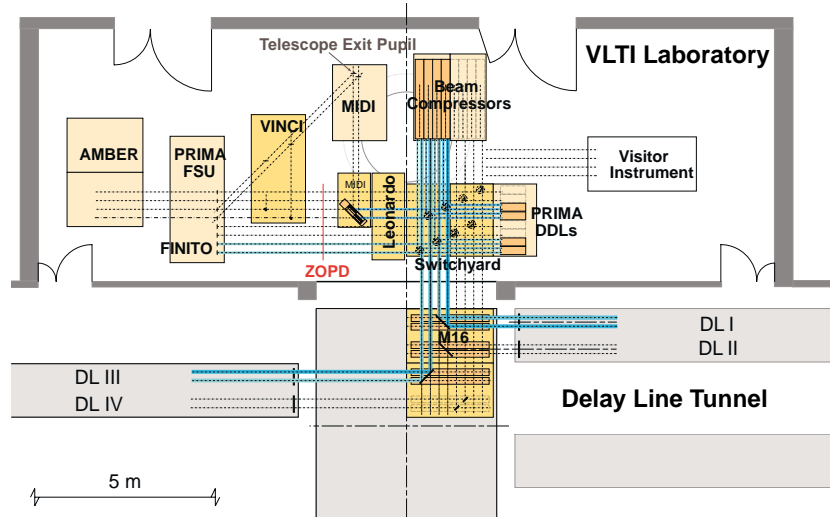 VLTI Laboratory
Telescope Exit Pupil
Beam
Compressors
MIDI
VINCI
AMBER
PRIMA
FSU
Visitor
Instrument
MIDI
Leonardo
PRIMA
DDLs
FINITO
Switchyard
ZOPD
M16
DL I
DL II
DL III
DL IV
Delay Line Tunnel
5 m